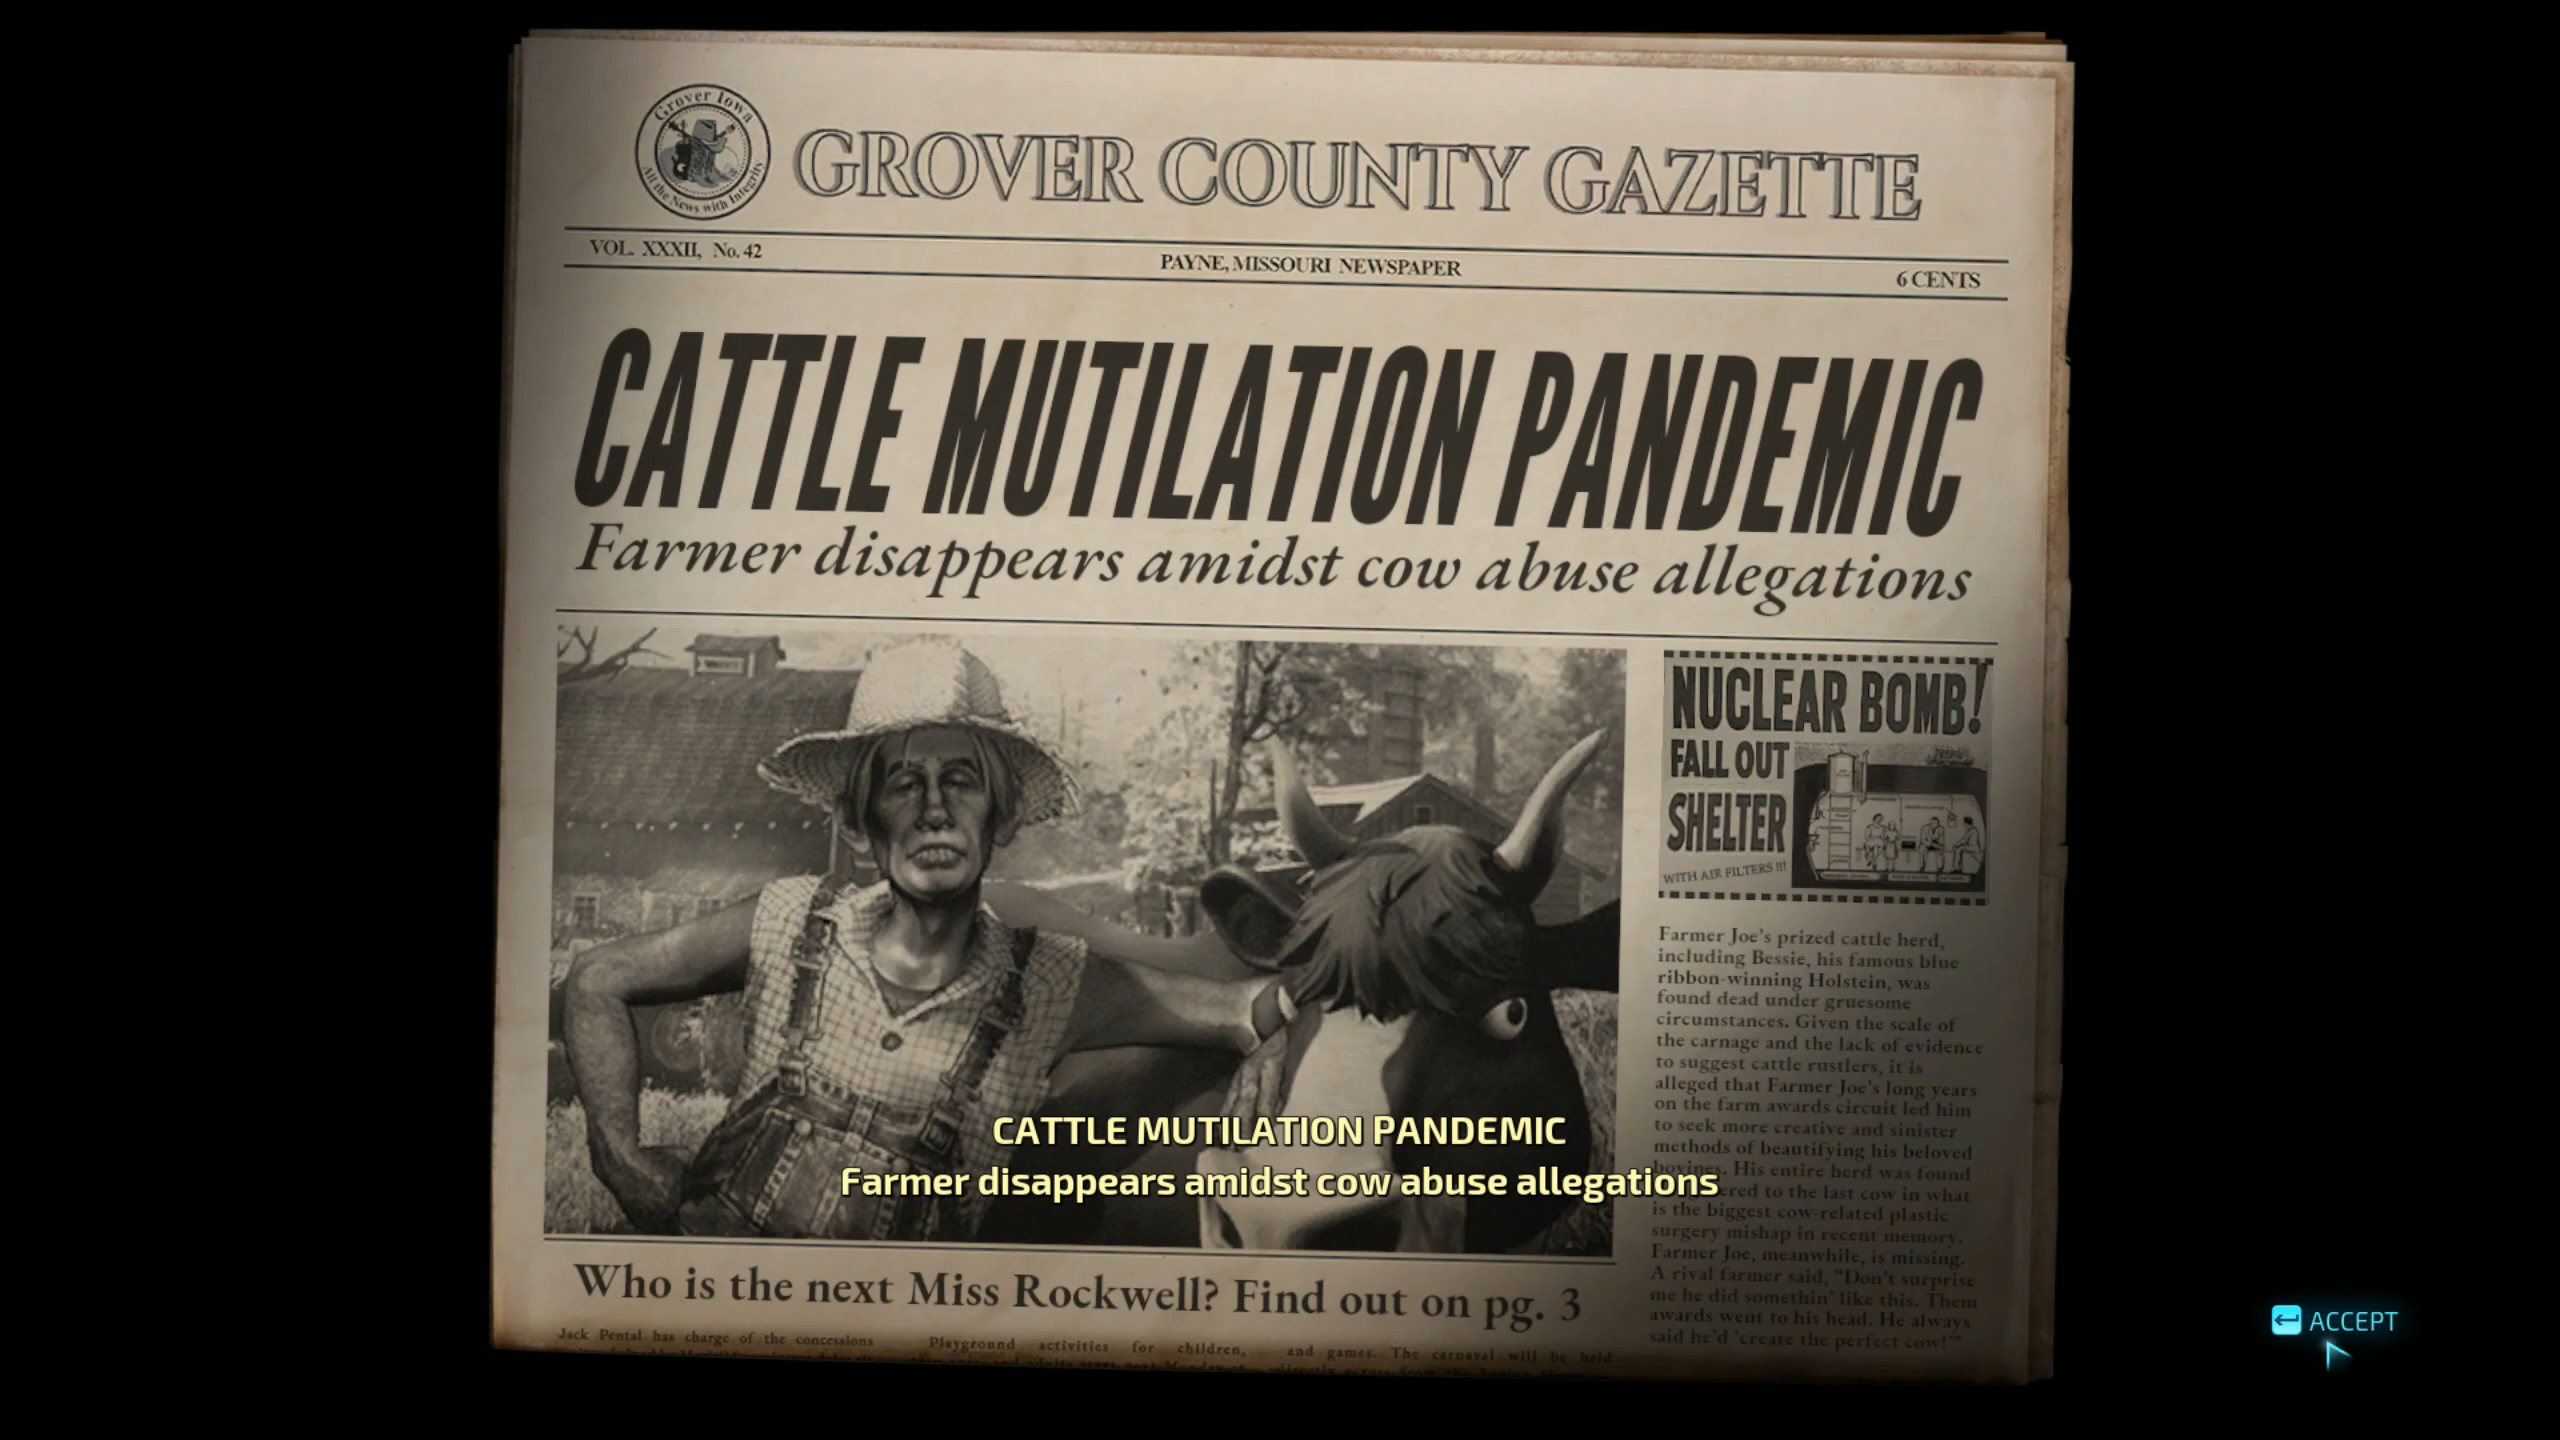 Grover Iowa
All the News with Integrity
GROVER COUNTY GAZETTE
VOL. XXXII, No. 42
PAYNE, MISSOURI NEWSPAPER
6 CENTS
CATTLE MUTILATION PANDEMIC
Farmer disappears amidst cow abuse allegations
NUCLEAR BOMB!
FALL OUT
SHELTER
WITH AIR FILTERS !!!
Farmer Joe's prized cattle herd,
including Bessie, his famous blue
ribbon-winning Holstein, was
found dead under gruesome
circumstances. Given the scale of
the carnage and the lack of evidence
to suggest cattle rustlers, it is
alleged that Farmer Joe's long years
on the farm awards circuit led him
to seek more creative and sinister
methods of beautifying his beloved
bovines. His entire herd was found
to the last cow in what
is the biggest cow-related plastic
surgery mishap in recent memory.
Farmer Joe, meanwhile, is missing.
A rival farmer said, "Don't surprise
me he did somethin' like this. Them
awards went to his head. He always
said he'd 'create the perfect cow!'"
CATTLE MUTILATION PANDEMIC
Farmer disappears amidst cow abuse allegations
Who is the next Miss Rockwell? Find out on pg. 3
Jack Pental has charge of the concessions
Playground activities for children,
and games. The carnaval will be held
ACCEPT